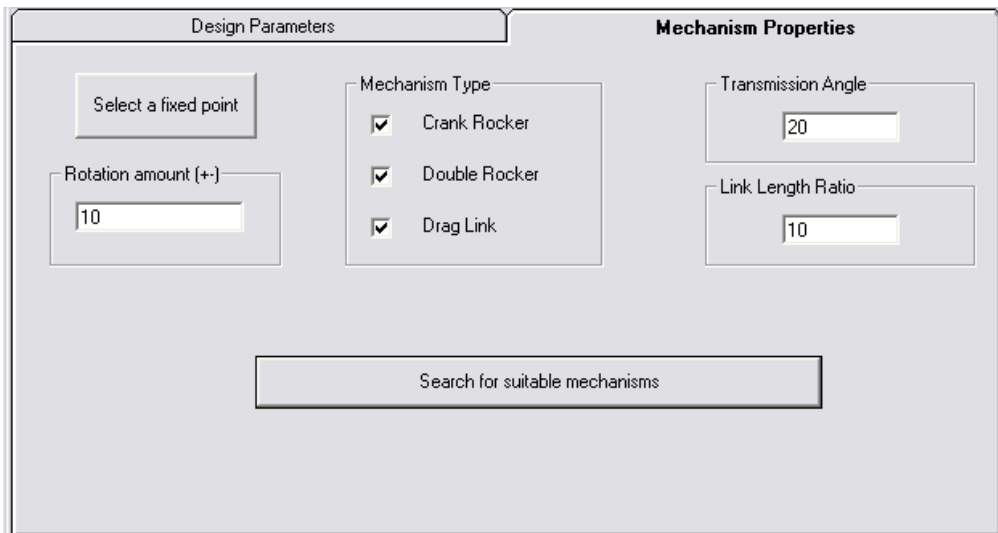 Design Parameters
Mechanism Properties
Select a fixed point
Rotation amount (+-)
10
Mechanism Type
Crank Rocker
Double Rocker
Drag Link
Transmission Angle
20
Link Length Ratio
10
Search for suitable mechanisms